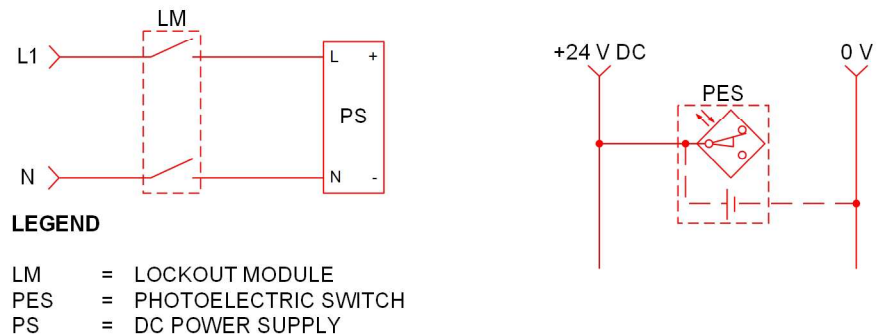 LM
L1
L +
PS
N
N -
+24 V DC
0 V
PES
LEGEND
LM = LOCKOUT MODULE
PES = PHOTOELECTRIC SWITCH
PS = DC POWER SUPPLY